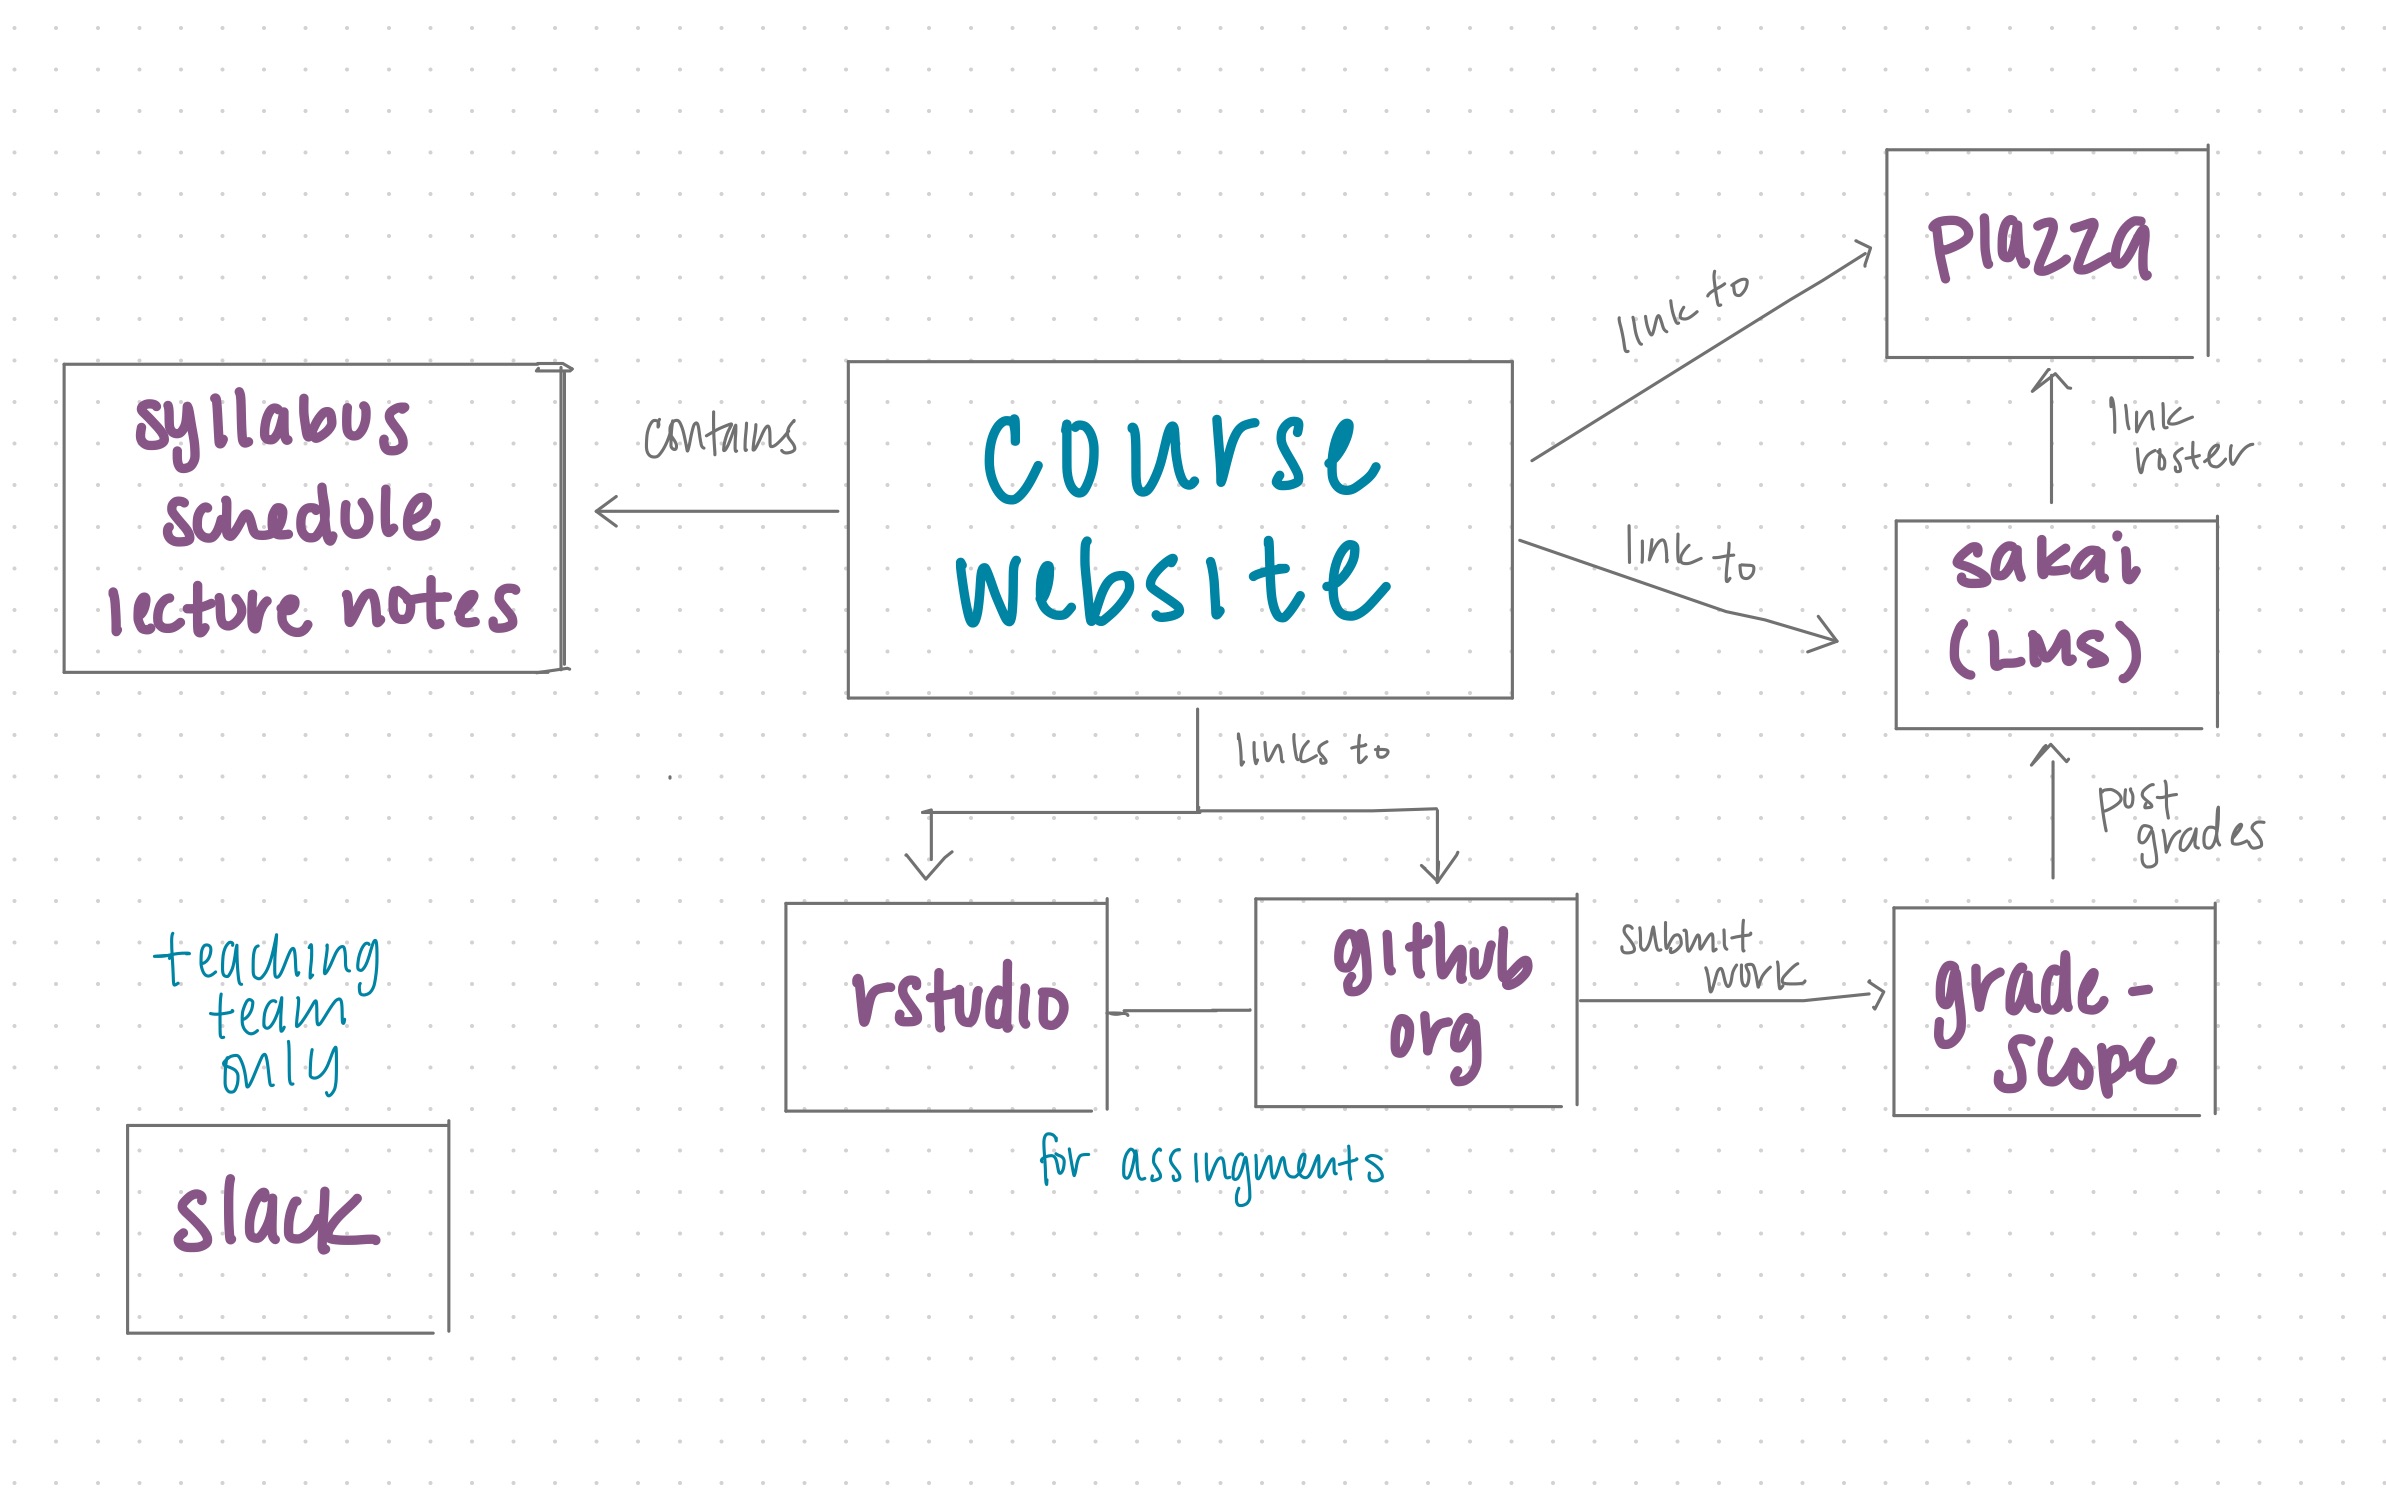 piazza
link to
syllabus
schedule
lecture notes
contains
course
website
link
roster
link to
sakai
(LMS)
links to
post
grades
teaching
team
only
rstudio
github
org
submit
work
grade-
scope
for assingments
slack